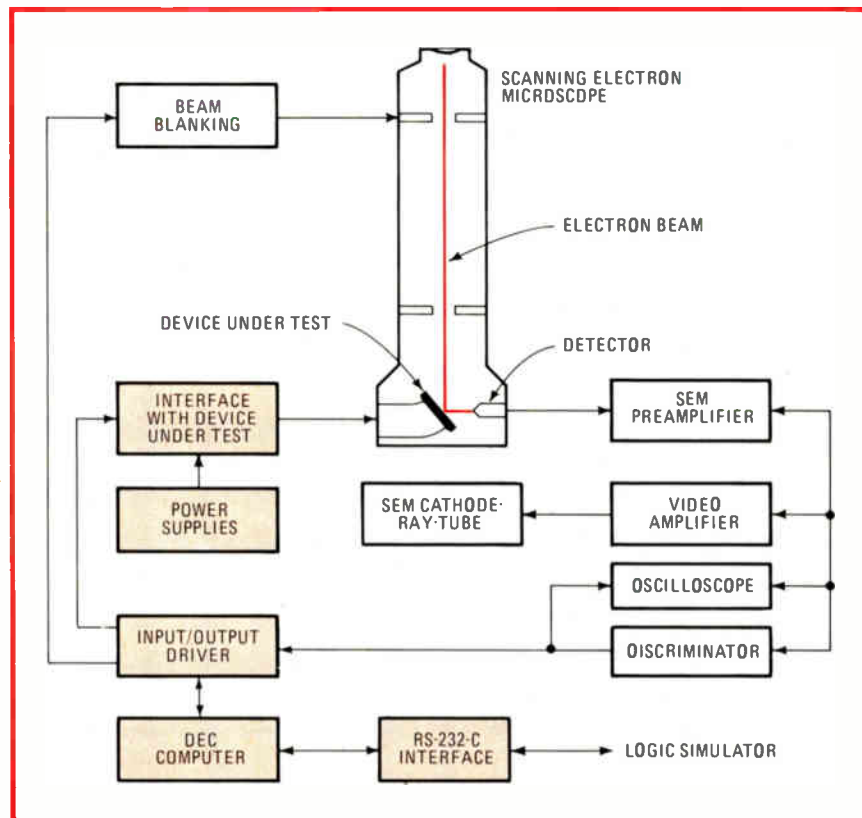 SCANNING ELECTRON
MICRDSCDPE
BEAM
BLANKING
ELECTRON BEAM
DEVICE UNDER TEST
DETECTOR
INTERFACE
WITH DEVICE
UNDER TEST
SEM
PREAMPLIFIER
POWER
SUPPLIES
SEM CATHODE-
RAY-TUBE
VIDEO
AMPLIFIER
OSCILLOSCOPE
INPUT/OUTPUT
DRIVER
OISCRIMINATOR
DEC
COMPUTER
RS-232-C
INTERFACE
LOGIC SIMULATOR